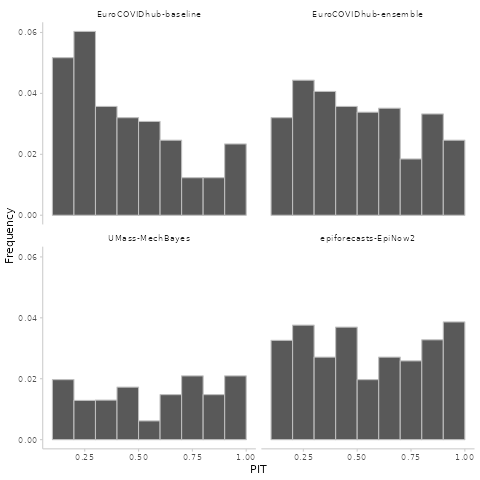 EuroCOVIDhub-baseline
EuroCOVIDhub-ensemble
0.06
0.04
0.02
0.00
UMass-MechBayes
epiforecasts-EpiNow2
0.06
0.04
0.02
0.00
Frequency
0.25 0.50 0.75 1.00
0.25 0.50 0.75 1.00
PIT